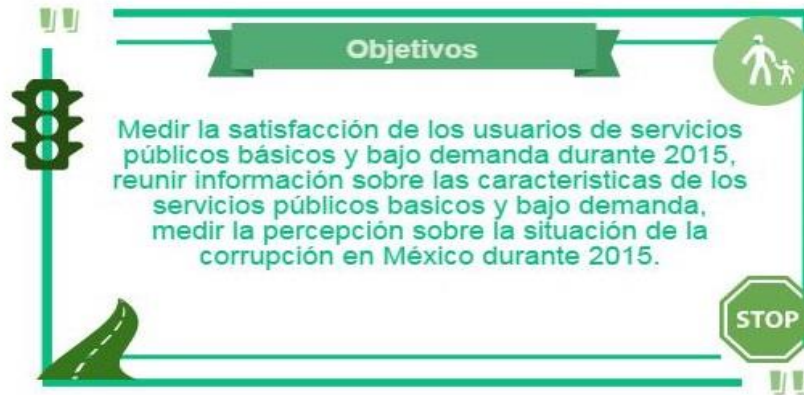 Objetivos
Medir la satisfacción de los usuarios de servicios
públicos básicos y bajo demanda durante 2015,
reunir información sobre las caracteristicas de los
servicios públicos basicos y bajo demanda,
medir la percepción sobre la situación de la
corrupción en México durante 2015.
STOP